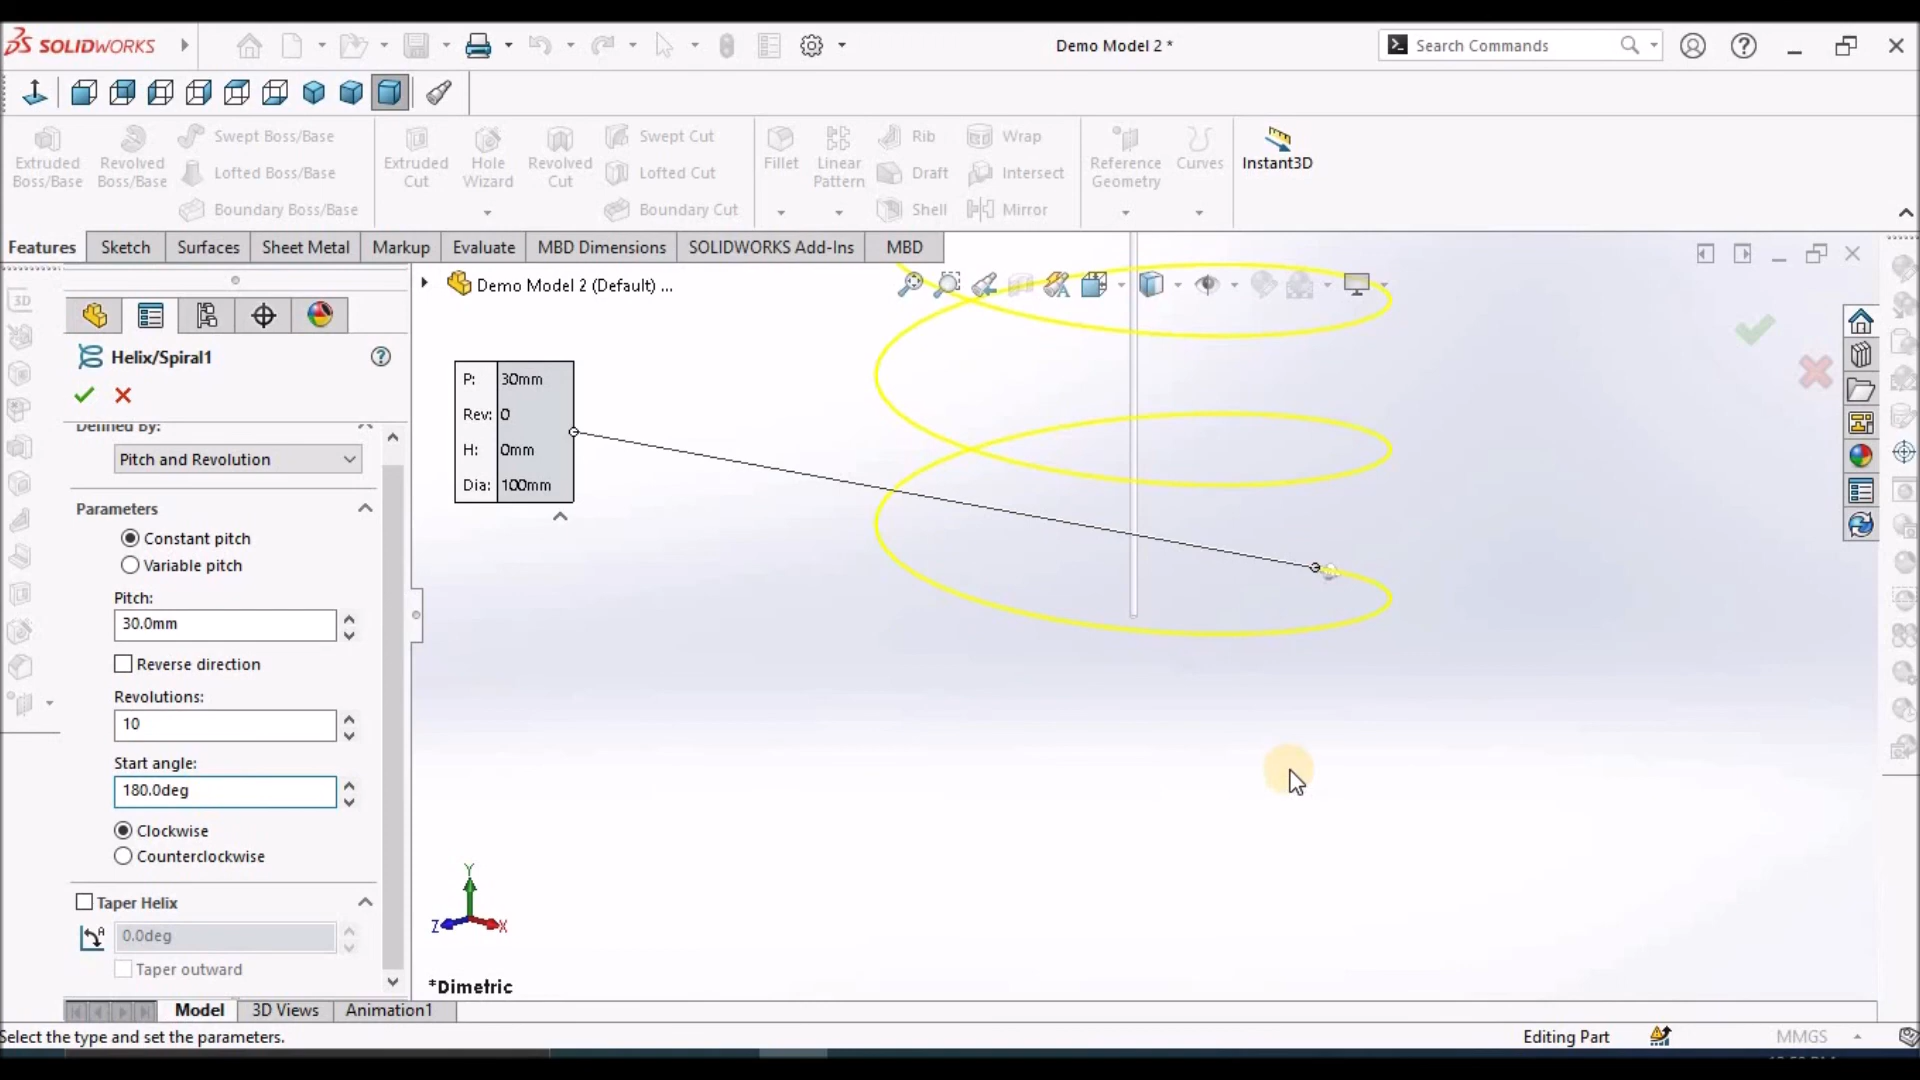 SOLIDWORKS
Demo Model 2 *
Search Commands
Extruded Boss/Base
Revolved Boss/Base
Swept Boss/Base
Lofted Boss/Base
Boundary Boss/Base
Extruded Cut
Hole Wizard
Revolved Cut
Swept Cut
Lofted Cut
Boundary Cut
Fillet
Linear Pattern
Rib
Draft
Shell
Wrap
Intersect
Mirror
Reference Geometry
Curves
Instant3D
Features
Sketch
Surfaces
Sheet Metal
Markup
Evaluate
MBD Dimensions
SOLIDWORKS Add-Ins
MBD
3D
Demo Model 2 (Default) ...
Helix/Spiral1
Defined By:
Pitch and Revolution
Parameters
Constant pitch
Variable pitch
Pitch:
30.0mm
Reverse direction
Revolutions:
10
Start angle:
180.0deg
Clockwise
Counterclockwise
Taper Helix
0.0deg
Taper outward
P: 30mm
Rev: 0
H: 0mm
Dia: 100mm
Y
Z
X
*Dimetric
Model
3D Views
Animation1
Select the type and set the parameters.
Editing Part
MMGS